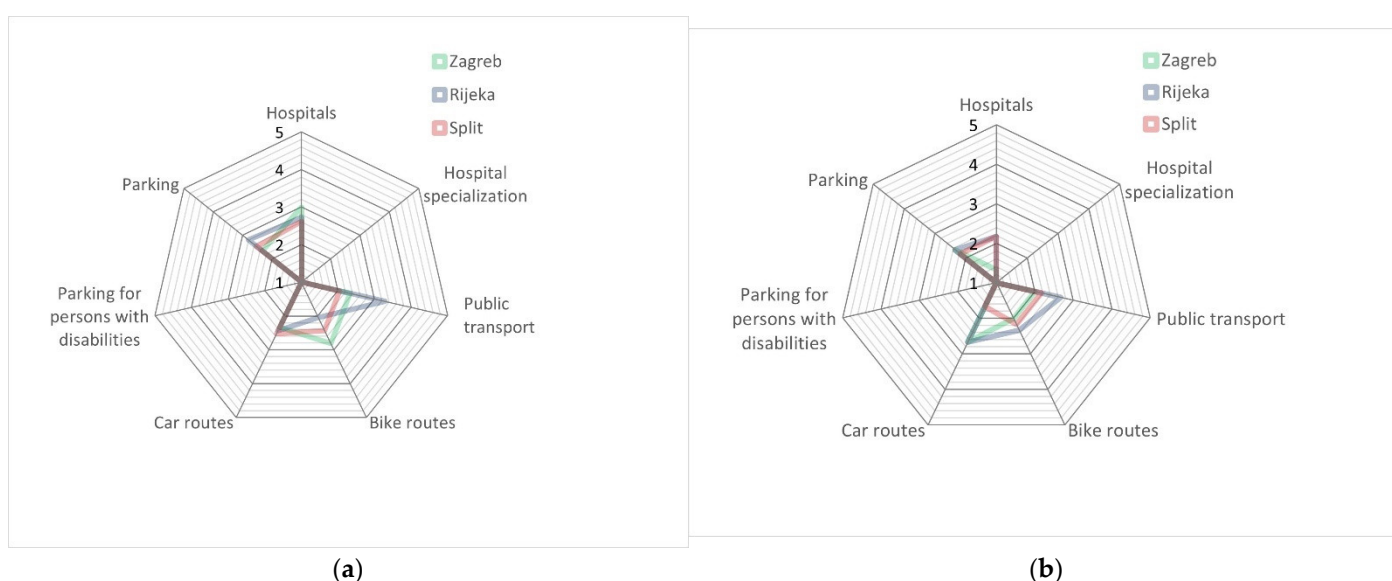 Zagreb
Rijeka
Split
Hospitals
5
4
3
2
1
Hospital
specialization
Public
transport
Bike routes
Car routes
Parking for
persons with
disabilities
Parking
(a)
Zagreb
Rijeka
Split
Hospitals
5
4
3
2
1
Hospital
specialization
Public transport
Bike routes
Car routes
Parking for
persons with
disabilities
Parking
(b)